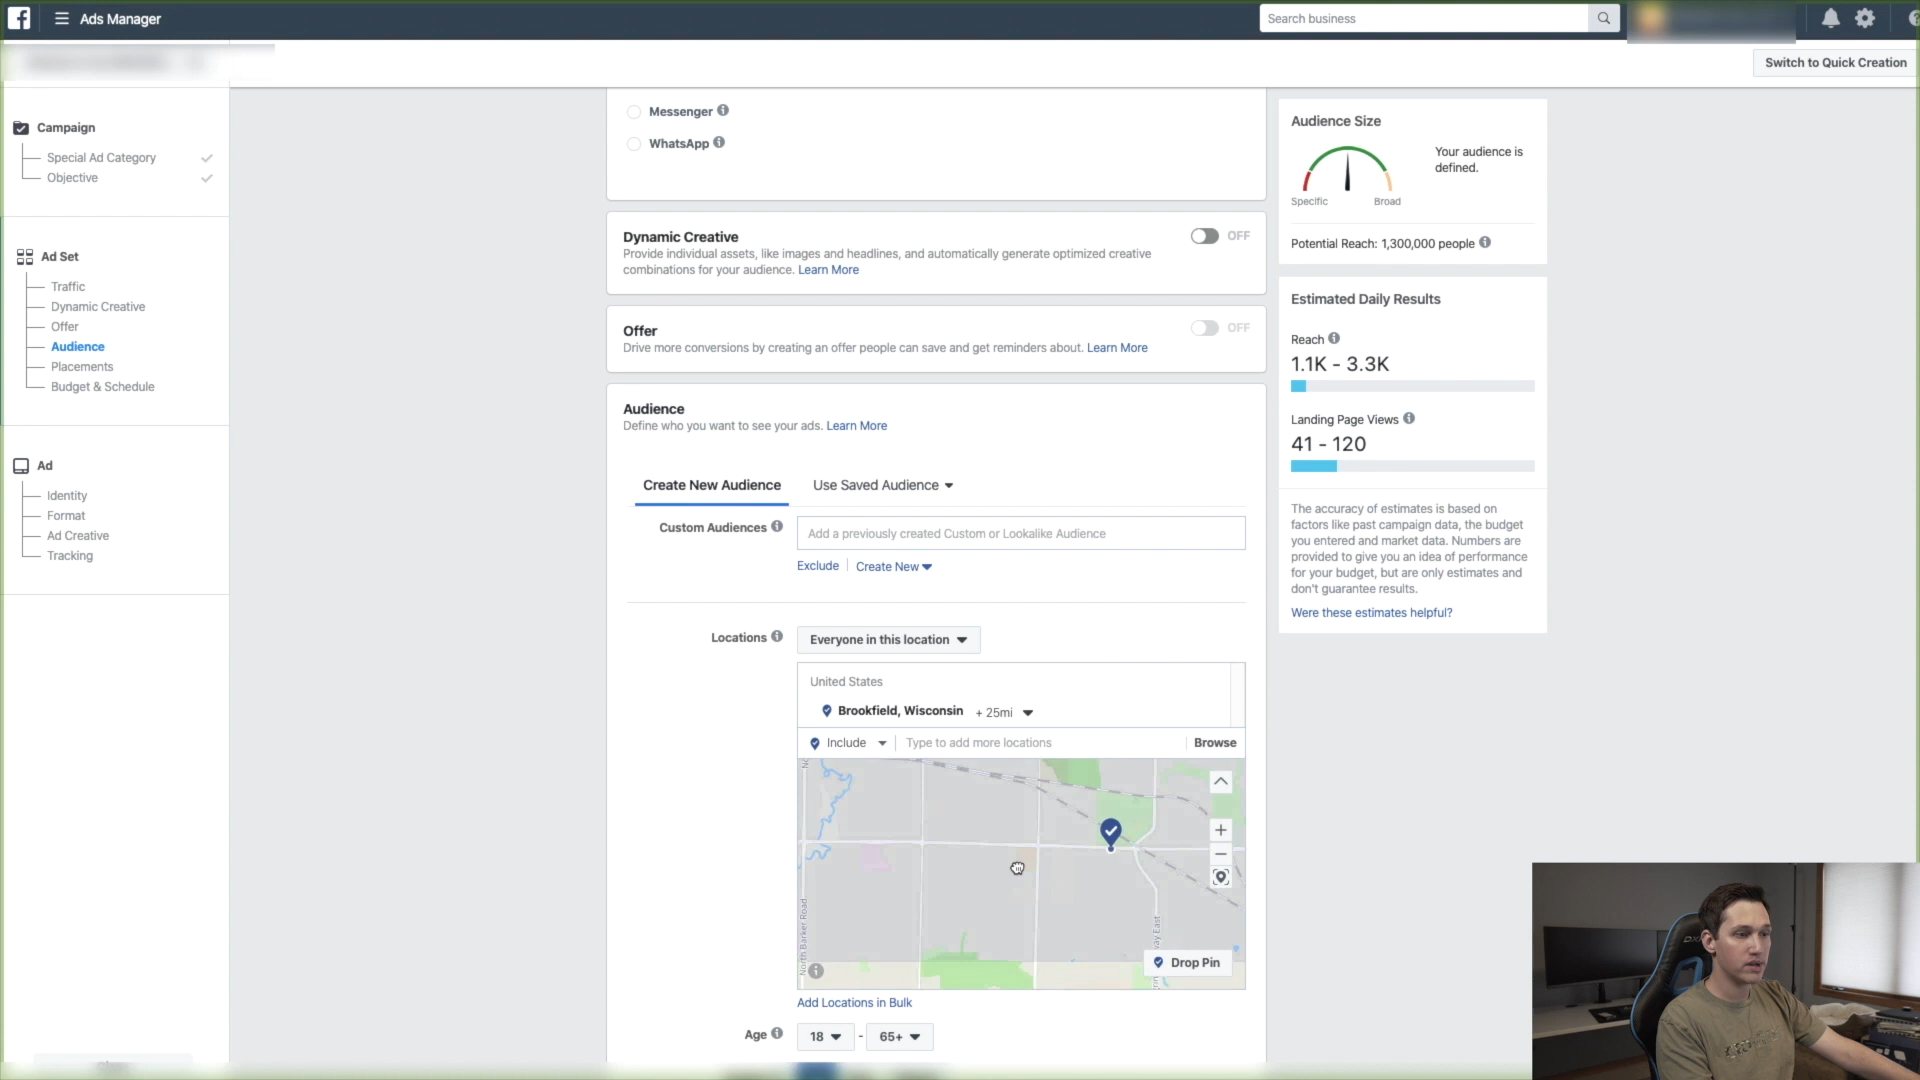 Ads Manager
Search business
Switch to Quick Creation
Campaign
Special Ad Category
Objective
Ad Set
Traffic
Dynamic Creative
Offer
Audience
Placements
Budget & Schedule
Ad
Identity
Format
Ad Creative
Tracking
Messenger
WhatsApp
Dynamic Creative
OFF
Provide individual assets, like images and headlines, and automatically generate optimized creative
combinations for your audience. Learn More
Offer
OFF
Drive more conversions by creating an offer people can save and get reminders about. Learn More
Audience
Define who you want to see your ads. Learn More
Create New Audience
Use Saved Audience
Custom Audiences
Add a previously created Custom or Lookalike Audience
Exclude
Create New
Locations
Everyone in this location
United States
Brookfield, Wisconsin + 25mi
Include
Type to add more locations
Browse
North Barker Road
Drop Pin
Add Locations in Bulk
Age
18 - 65+
Audience Size
Your audience is
defined.
Specific
Broad
Potential Reach: 1,300,000 people
Estimated Daily Results
Reach
1.1K - 3.3K
Landing Page Views
41 - 120
The accuracy of estimates is based on
factors like past campaign data, the budget
you entered and market data. Numbers are
provided to give you an idea of performance
for your budget, but are only estimates and
don't guarantee results.
Were these estimates helpful?